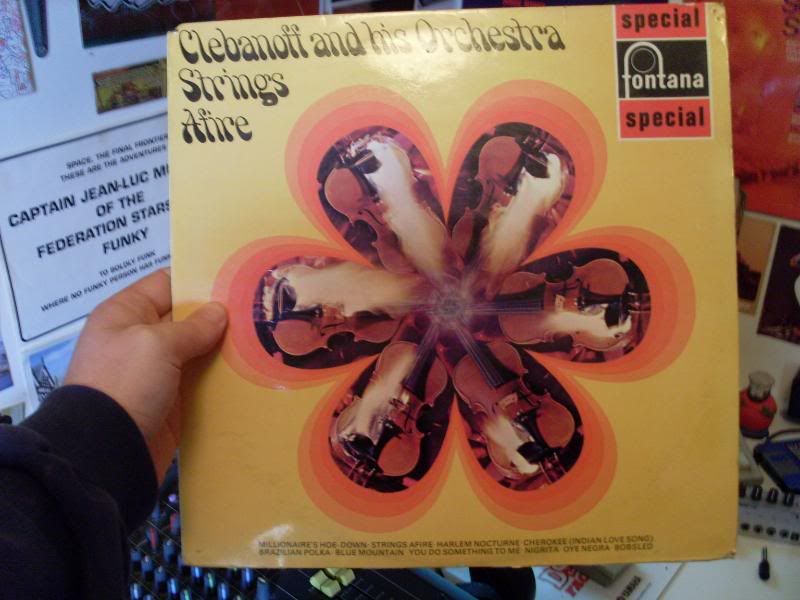 Clebanoff and his Orchestra
Strings
Afire
special
fontana
special
MILLIONAIRE'S HOE-DOWN · STRINGS AFIRE · HARLEM NOCTURNE · CHEROKEE (INDIAN LOVE SONG)
BRAZILIAN POLKA · BLUE MOUNTAIN · YOU DO SOMETHING TO ME · NIGRITA · OYE NEGRA · BOBSLED
SPACE, THE FINAL FRONTIER
THESE ARE THE ADVENTURES
CAPTAIN JEAN-LUC
OF THE
FEDERATION STARS
FUNKY
TO BOLDLY FUNK
WHERE NO FUNKY PERSON HAS FUN